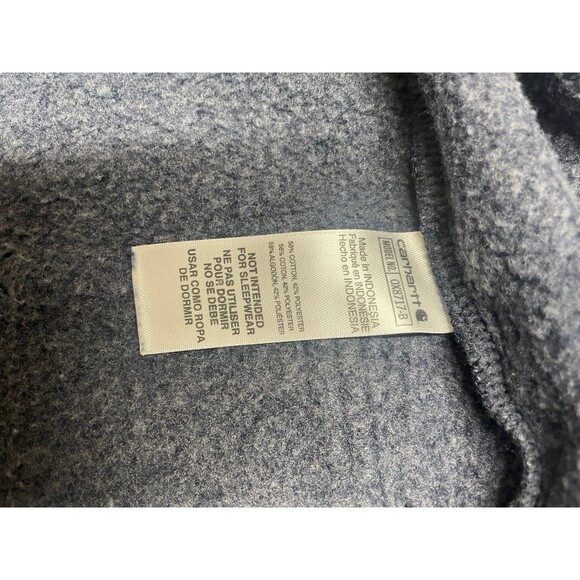 carhartt
MODEL NO. OX8717-B
Made in INDONESIA
Fabriqué en INDONÉSIE
Hecho en INDONESIA
58% COTTON, 42% POLYESTER
58% COTON, 42% POLYESTER
58% ALGODON, 42% POLIÉSTER
NOT INTENDED
FOR SLEEPWEAR
NE PAS UTILISER
POUR DORMIR
NO SE DEBE
USAR COMO ROPA
DE DORMIR